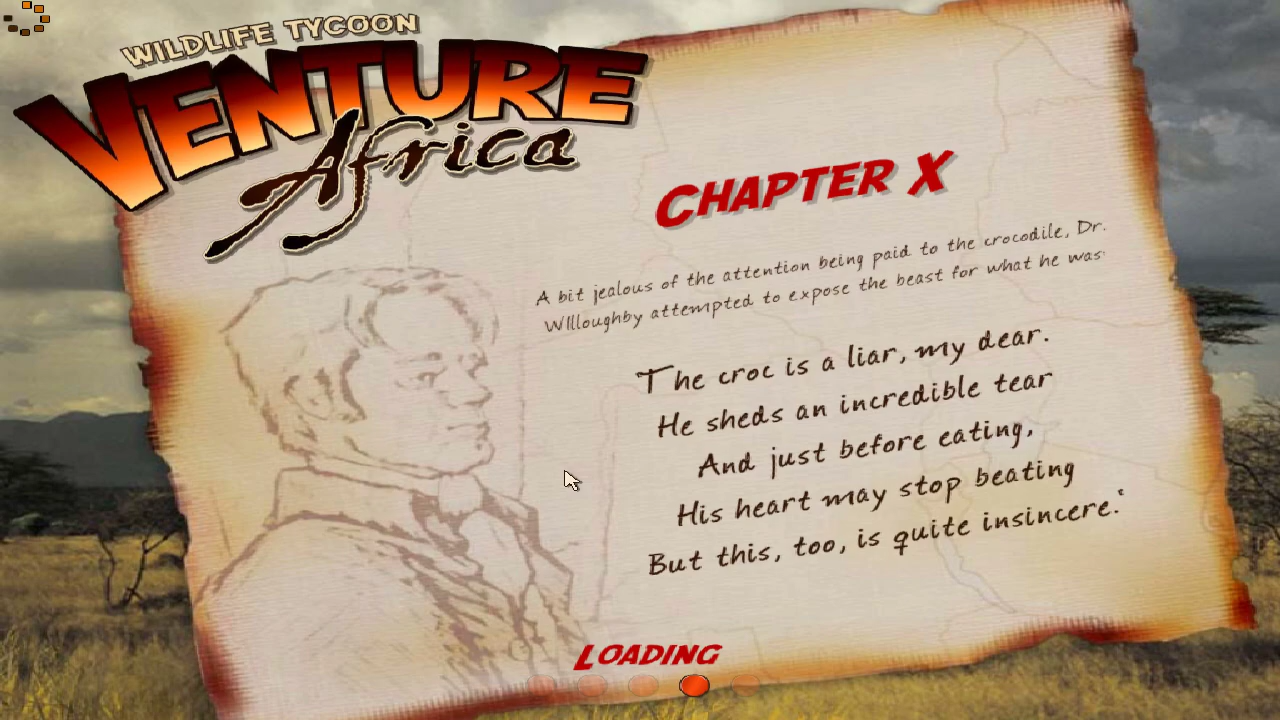 WILDLIFE TYCOON
VENTURE
Africa
CHAPTER X
A bit jealous of the attention being paid to the crocodile, Dr.
WIlloughby attempted to expose the beast for what he was:
The croc is a liar, my dear.
He sheds an incredible tear
And just before eating,
His heart may stop beating
But this, too, is quite insincere.”
LOADING